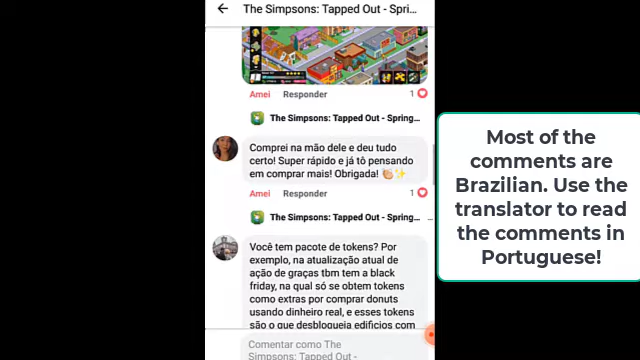 The Simpsons: Tapped Out - Spri...
Amei Responder 1
The Simpsons: Tapped Out - Spring...
Comprei na mão dele e deu tudo
certo! Super rápido e já tô pensando
em comprar mais! Obrigada! 👏🏼✨
Amei Responder 1
The Simpsons: Tapped Out - Spring...
Você tem pacote de tokens? Por
exemplo, na atualização atual de
ação de graças tbm tem a black
friday, na qual só se obtem tokens
como extras por comprar donuts
usando dinheiro real, e esses tokens
são o que desbloqueia edificios com
Comentar como The
Simpsons: Tapped Out -
Most of the
comments are
Brazilian. Use the
translator to read
the comments in
Portuguese!